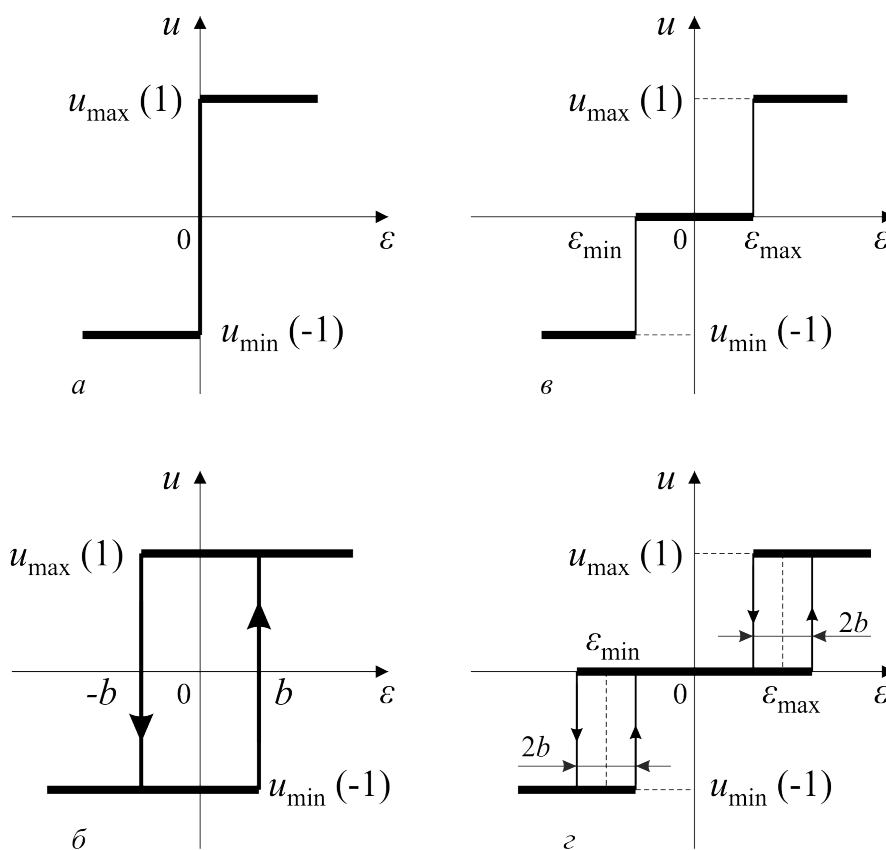 u
u_max (1)
0
ε
u_min (-1)
а
u
u_max (1)
ε_min
0
ε_max
ε
u_min (-1)
в
u
u_max (1)
-b
0
b
ε
u_min (-1)
б
u
u_max (1)
2b
ε_min
0
ε_max
ε
2b
u_min (-1)
г